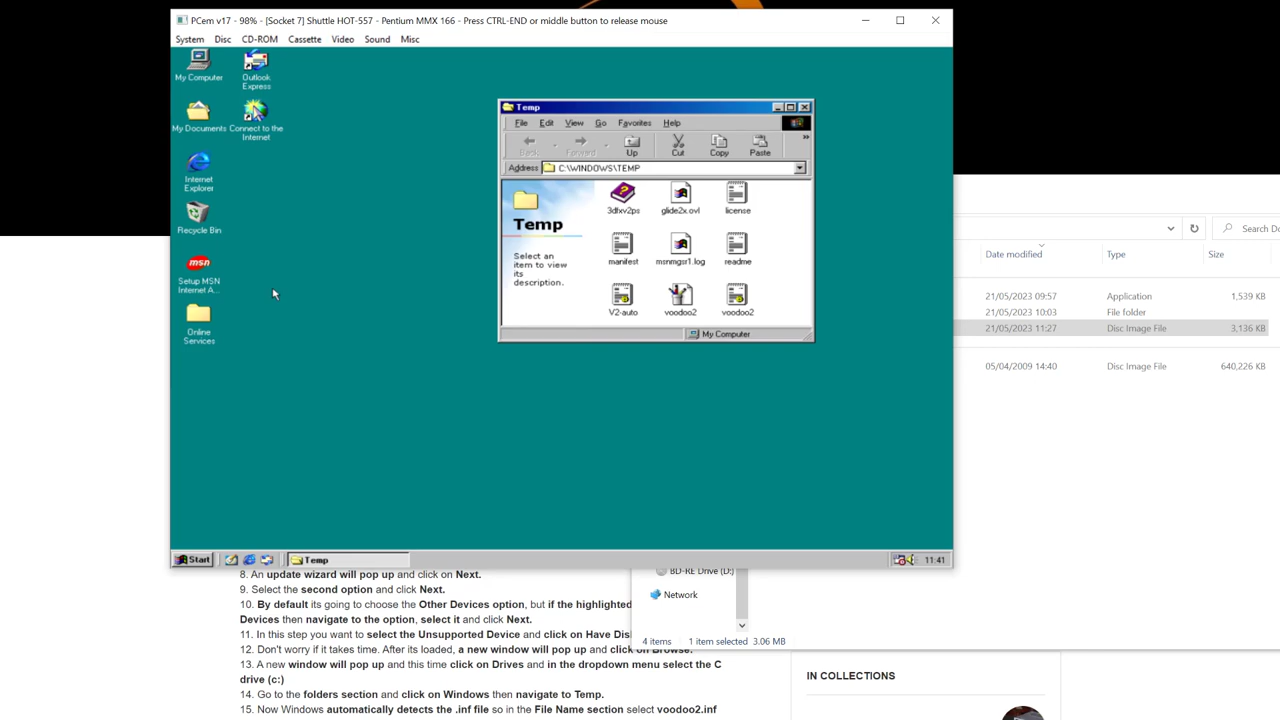 PCem v17 - 98% - [Socket 7] Shuttle HOT-557 - Pentium MMX 166 - Press CTRL-END or middle button to release mouse
System Disc CD-ROM Cassette Video Sound Misc
My Computer
Outlook
Express
My Documents
Connect to the
Internet
Internet
Explorer
Recycle Bin
msn
Setup MSN
Internet A...
Online
Services
Temp
File Edit View Go Favorites Help
Back Forward Up Cut Copy Paste
Address C:\WINDOWS\TEMP
Temp
Select an
item to view
its
description.
3dfxv2ps glide2x.ovl license
manifest msnmgsr1.log readme
V2-auto voodoo2 voodoo2
My Computer
Start Temp 11:41
Search Do
Date modified Type Size
21/05/2023 09:57 Application 1,539 KB
21/05/2023 10:03 File folder
21/05/2023 11:27 Disc Image File 3,136 KB
05/04/2009 14:40 Disc Image File 640,226 KB
BD-RE Drive (D:)
Network
4 items 1 item selected 3.06 MB
8. An update wizard will pop up and click on Next.
9. Select the second option and click Next.
10. By default its going to choose the Other Devices option, but if the highlighted
Devices then navigate to the option, select it and click Next.
11. In this step you want to select the Unsupported Device and click on Have Dis
12. Don't worry if it takes time. After its loaded, a new window will pop up and click on Browse.
13. A new window will pop up and this time click on Drives and in the dropdown menu select the C
drive (c:)
14. Go to the folders section and click on Windows then navigate to Temp.
15. Now Windows automatically detects the .inf file so in the File Name section select voodoo2.inf
IN COLLECTIONS